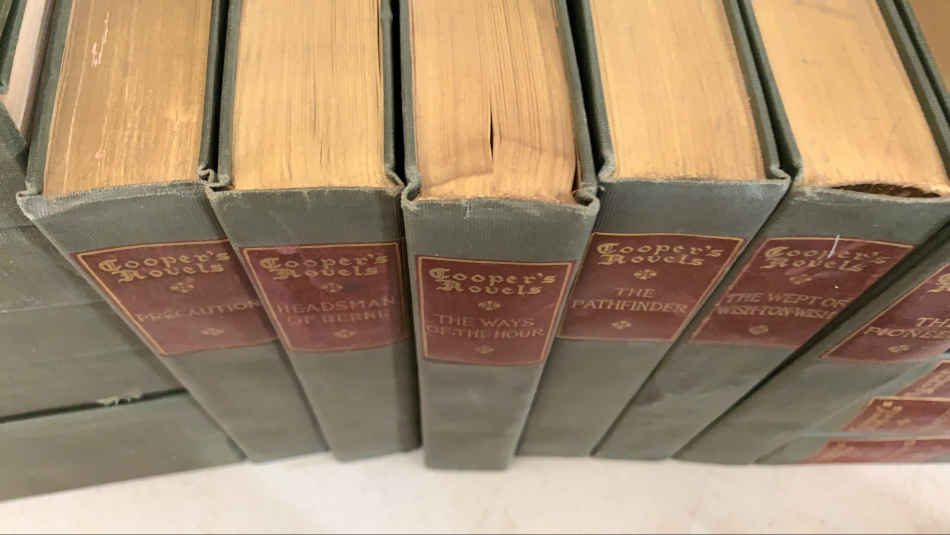 Cooper's
Novels
PRECAUTION
Cooper's
Novels
HEADSMAN
OF BERNE
Cooper's
Novels
THE WAYS
OF THE HOUR
Cooper's
Novels
THE
PATHFINDER
Cooper's
Novels
THE WEPT OF
WISH-TON-WISH